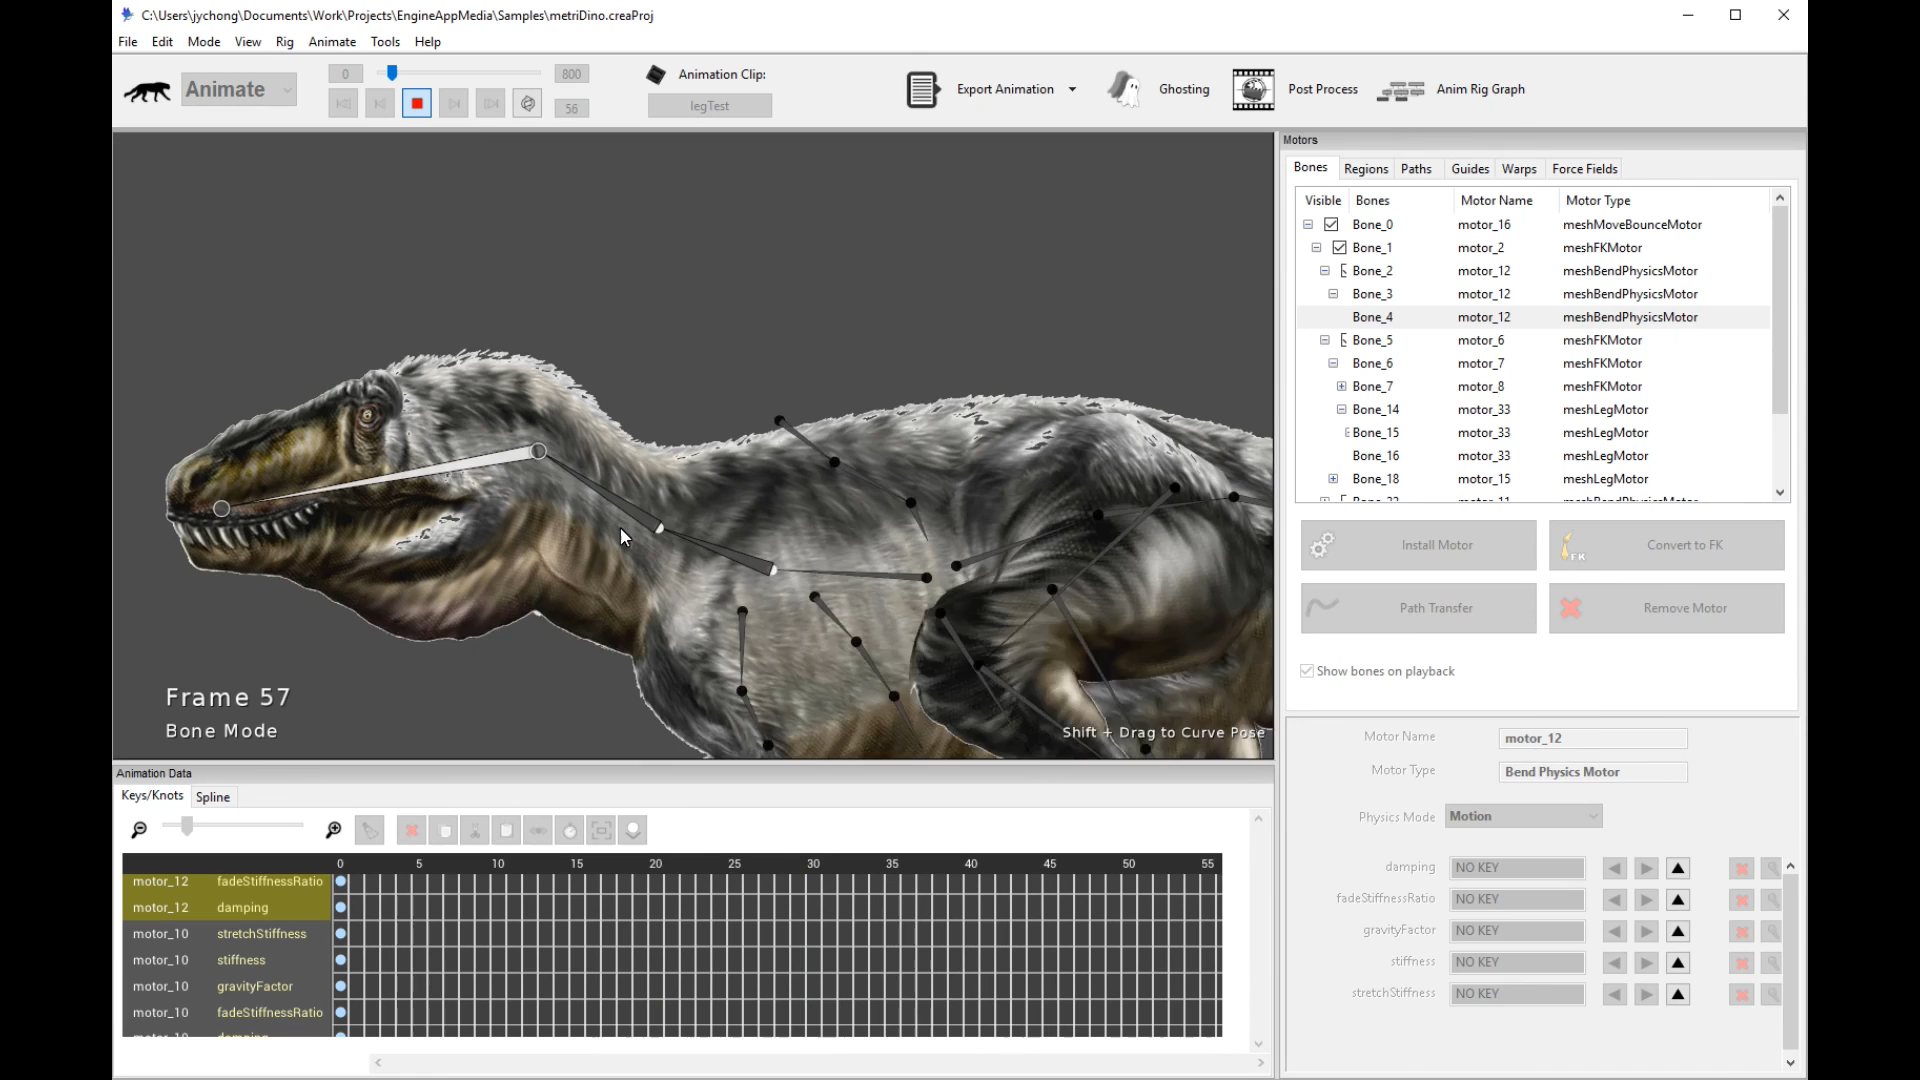 C:\Users\jychong\Documents\Work\Projects\EngineAppMedia\Samples\metriDino.creaProj
File Edit Mode View Rig Animate Tools Help
Animate
0 800
56
Animation Clip:
legTest
Export Animation
Ghosting
Post Process
Anim Rig Graph
Frame 57
Bone Mode
Shift + Drag to Curve Pose
Motors
Bones Regions Paths Guides Warps Force Fields
Visible Bones Motor Name Motor Type
Bone_0 motor_16 meshMoveBounceMotor
Bone_1 motor_2 meshFKMotor
Bone_2 motor_12 meshBendPhysicsMotor
Bone_3 motor_12 meshBendPhysicsMotor
Bone_4 motor_12 meshBendPhysicsMotor
Bone_5 motor_6 meshFKMotor
Bone_6 motor_7 meshFKMotor
Bone_7 motor_8 meshFKMotor
Bone_14 motor_33 meshLegMotor
Bone_15 motor_33 meshLegMotor
Bone_16 motor_33 meshLegMotor
Bone_18 motor_15 meshLegMotor
Install Motor
FK Convert to FK
Path Transfer
Remove Motor
Show bones on playback
Motor Name motor_12
Motor Type Bend Physics Motor
Physics Mode Motion
damping NO KEY
fadeStiffnessRatio NO KEY
gravityFactor NO KEY
stiffness NO KEY
stretchStiffness NO KEY
Animation Data
Keys/Knots Spline
0 5 10 15 20 25 30 35 40 45 50 55
motor_12 fadeStiffnessRatio
motor_12 damping
motor_10 stretchStiffness
motor_10 stiffness
motor_10 gravityFactor
motor_10 fadeStiffnessRatio